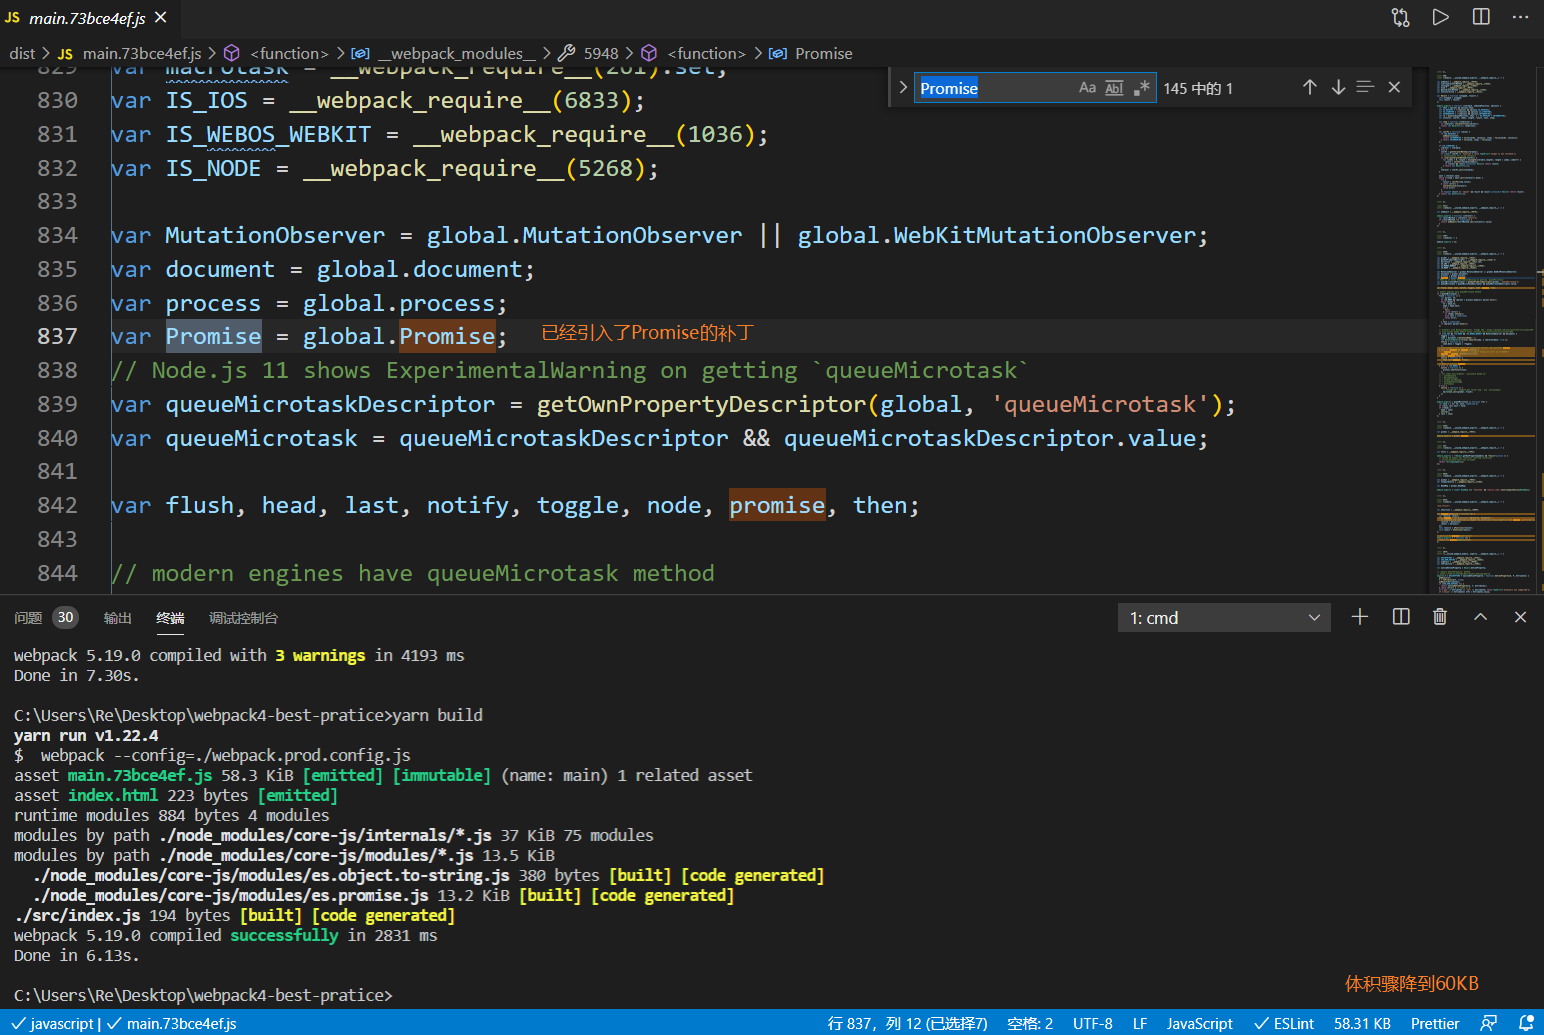 JS main.73bce4ef.js
dist > JS main.73bce4ef.js > <function> > __webpack_modules__ > 5948 > <function> > Promise
829 var macrotask = __webpack_require__(261).set;
Promise Aa Abl .* 145 中的 1
830 var IS_IOS = __webpack_require__(6833);
831 var IS_WEBOS_WEBKIT = __webpack_require__(1036);
832 var IS_NODE = __webpack_require__(5268);
833
834 var MutationObserver = global.MutationObserver || global.WebKitMutationObserver;
835 var document = global.document;
836 var process = global.process;
837 var Promise = global.Promise; 已经引入了Promise的补丁
838 // Node.js 11 shows ExperimentalWarning on getting `queueMicrotask`
839 var queueMicrotaskDescriptor = getOwnPropertyDescriptor(global, 'queueMicrotask');
840 var queueMicrotask = queueMicrotaskDescriptor && queueMicrotaskDescriptor.value;
841
842 var flush, head, last, notify, toggle, node, promise, then;
843
844 // modern engines have queueMicrotask method
问题 30 输出 终端 调试控制台 1: cmd
webpack 5.19.0 compiled with 3 warnings in 4193 ms
Done in 7.30s.
C:\Users\Re\Desktop\webpack4-best-pratice>yarn build
yarn run v1.22.4
$ webpack --config=./webpack.prod.config.js
asset main.73bce4ef.js 58.3 KiB [emitted] [immutable] (name: main) 1 related asset
asset index.html 223 bytes [emitted]
runtime modules 884 bytes 4 modules
modules by path ./node_modules/core-js/internals/*.js 37 KiB 75 modules
modules by path ./node_modules/core-js/modules/*.js 13.5 KiB
./node_modules/core-js/modules/es.object.to-string.js 380 bytes [built] [code generated]
./node_modules/core-js/modules/es.promise.js 13.2 KiB [built] [code generated]
./src/index.js 194 bytes [built] [code generated]
webpack 5.19.0 compiled successfully in 2831 ms
Done in 6.13s.
体积骤降到60KB
C:\Users\Re\Desktop\webpack4-best-pratice>
javascript | main.73bce4ef.js 行 837，列 12 (已选择7) 空格: 2 UTF-8 LF JavaScript ESLint 58.31 KB Prettier